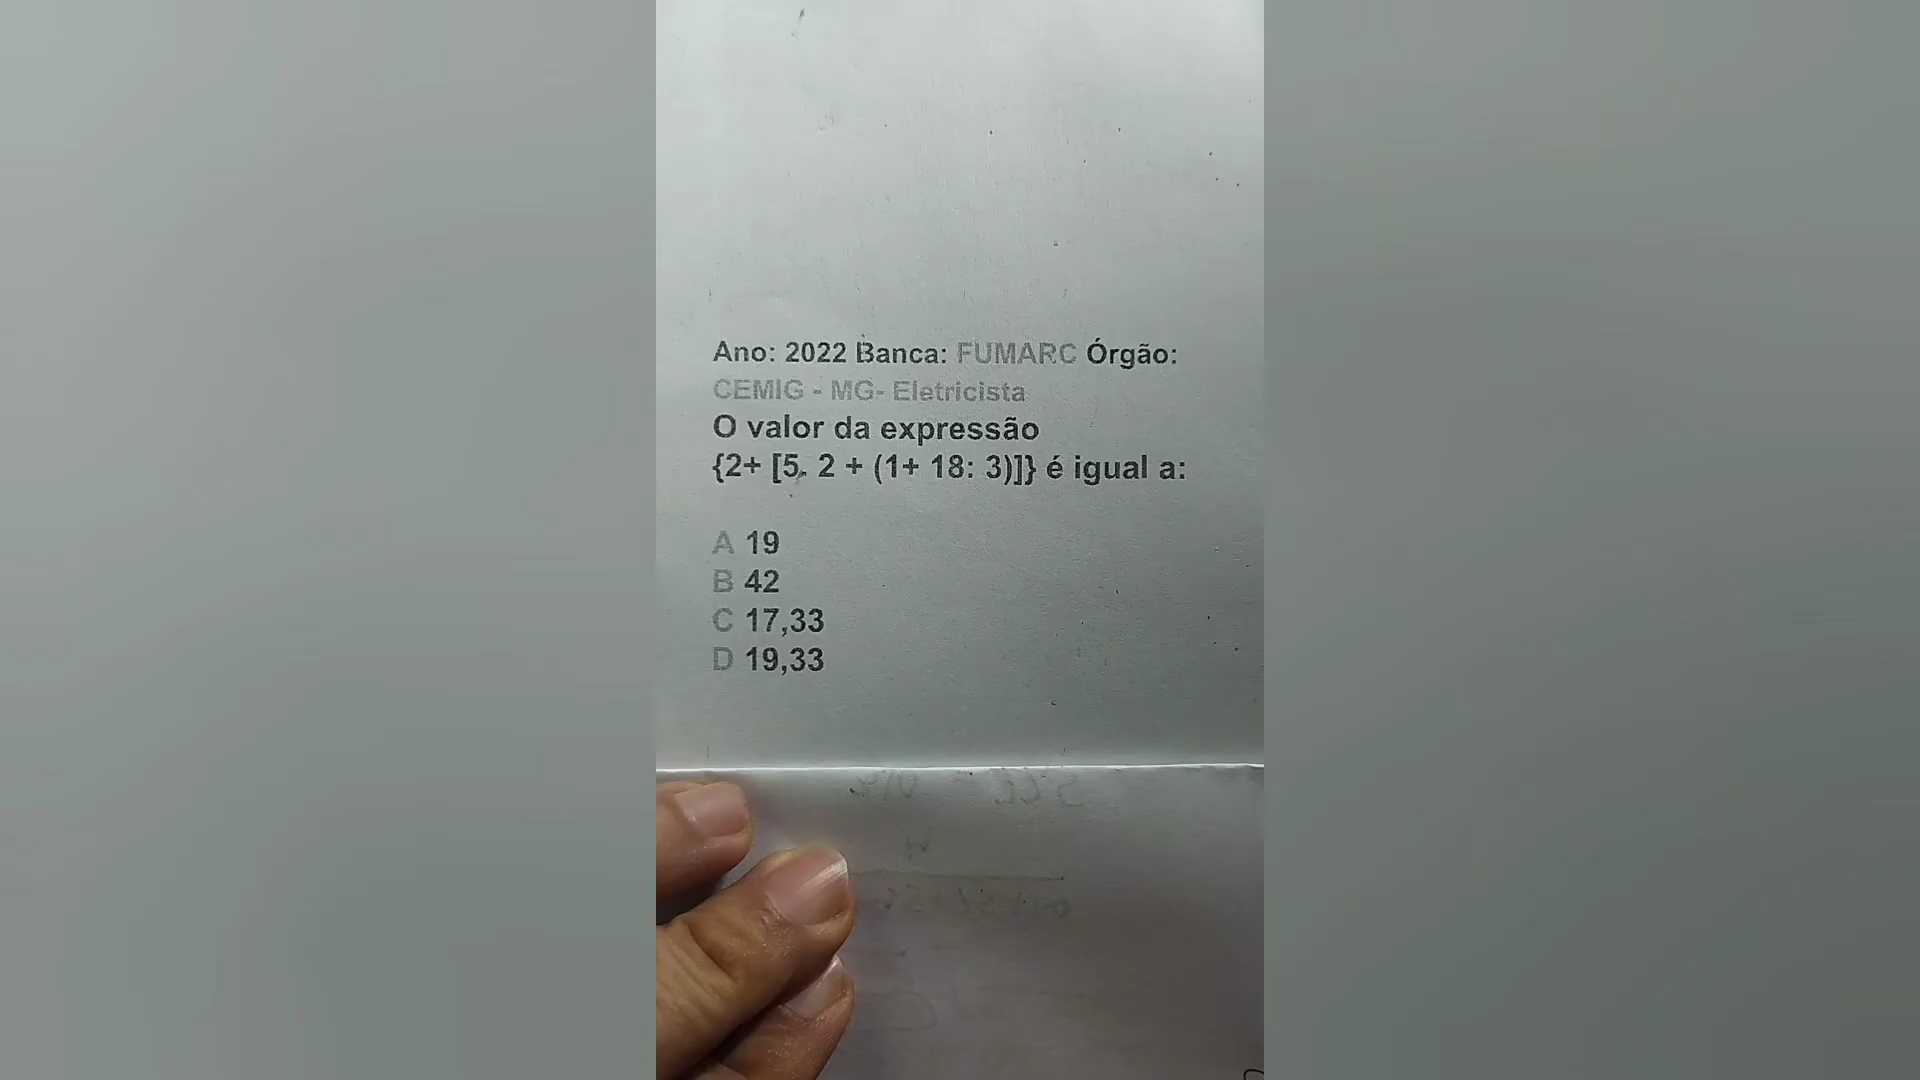 Ano: 2022 Banca: FUMARC Órgão:
CEMIG - MG- Eletricista
O valor da expressão
{2+ [5. 2 + (1+ 18: 3)]} é igual a:
A 19
B 42
C 17,33
D 19,33